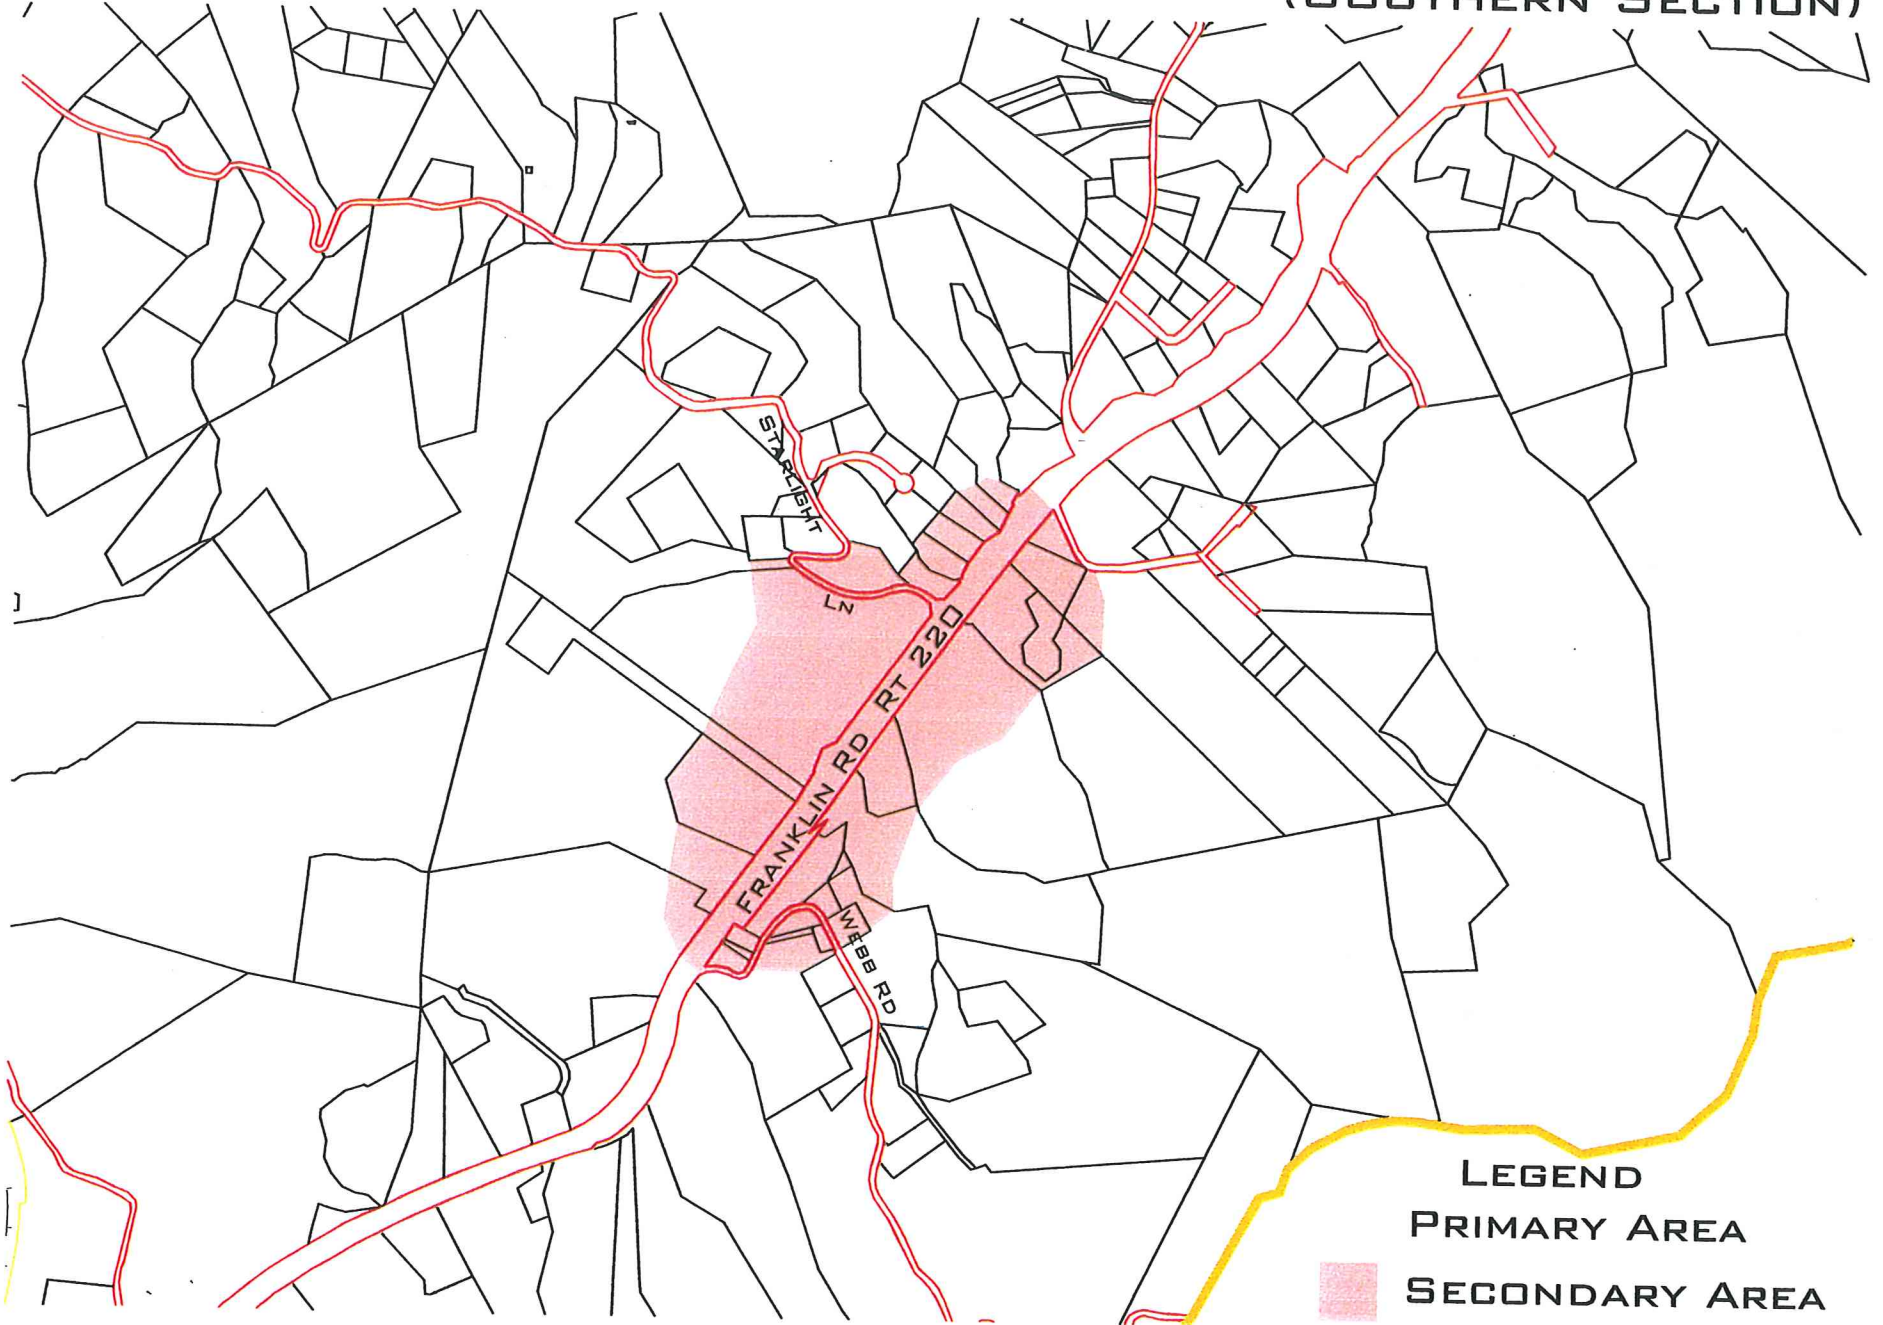 (SOUTHERN SECTION)
STARLIGHT
LN
FRANKLIN RD RT 220
WEBB RD
LEGEND
PRIMARY AREA
SECONDARY AREA